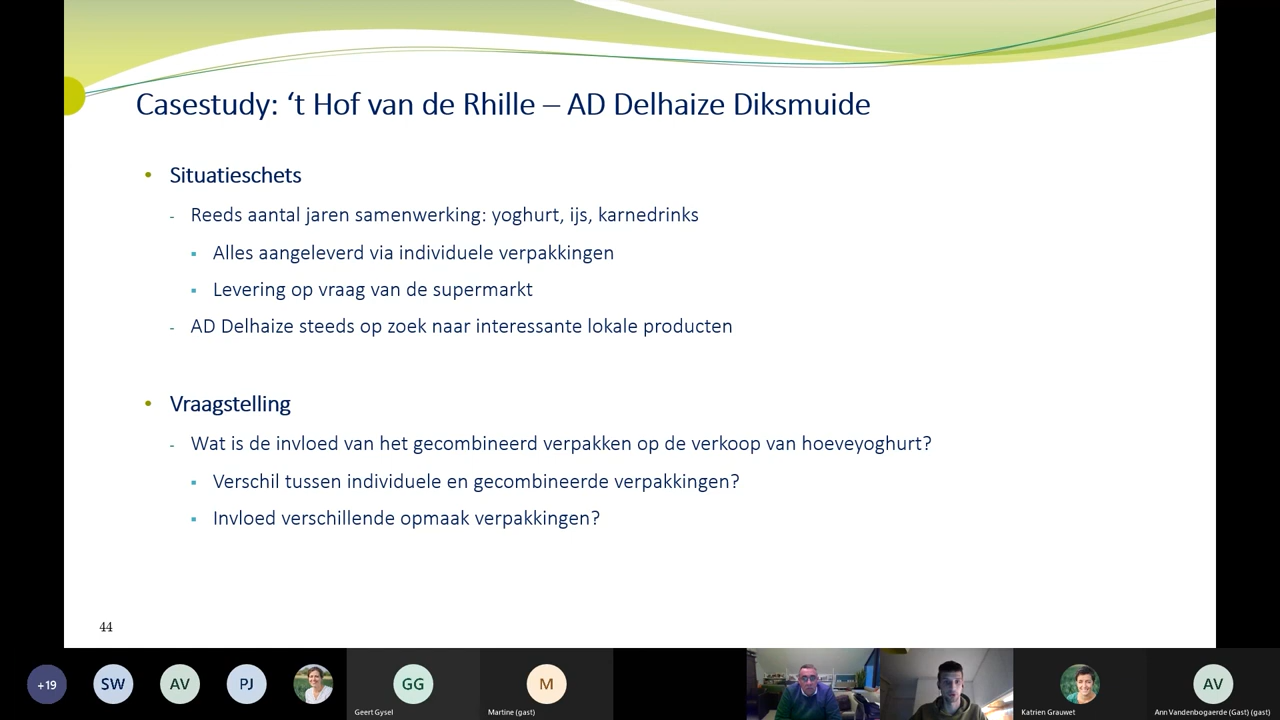 Casestudy: ‘t Hof van de Rhille – AD Delhaize Diksmuide
• Situatieschets
- Reeds aantal jaren samenwerking: yoghurt, ijs, karnedrinks
▪ Alles aangeleverd via individuele verpakkingen
▪ Levering op vraag van de supermarkt
- AD Delhaize steeds op zoek naar interessante lokale producten
• Vraagstelling
- Wat is de invloed van het gecombineerd verpakken op de verkoop van hoeveyoghurt?
▪ Verschil tussen individuele en gecombineerde verpakkingen?
▪ Invloed verschillende opmaak verpakkingen?
44
+19
SW
AV
PJ
GG
Geert Gysel
M
Martine (gast)
Katrien Grauwet
AV
Ann Vandenbogaerde (Gast) (gast)